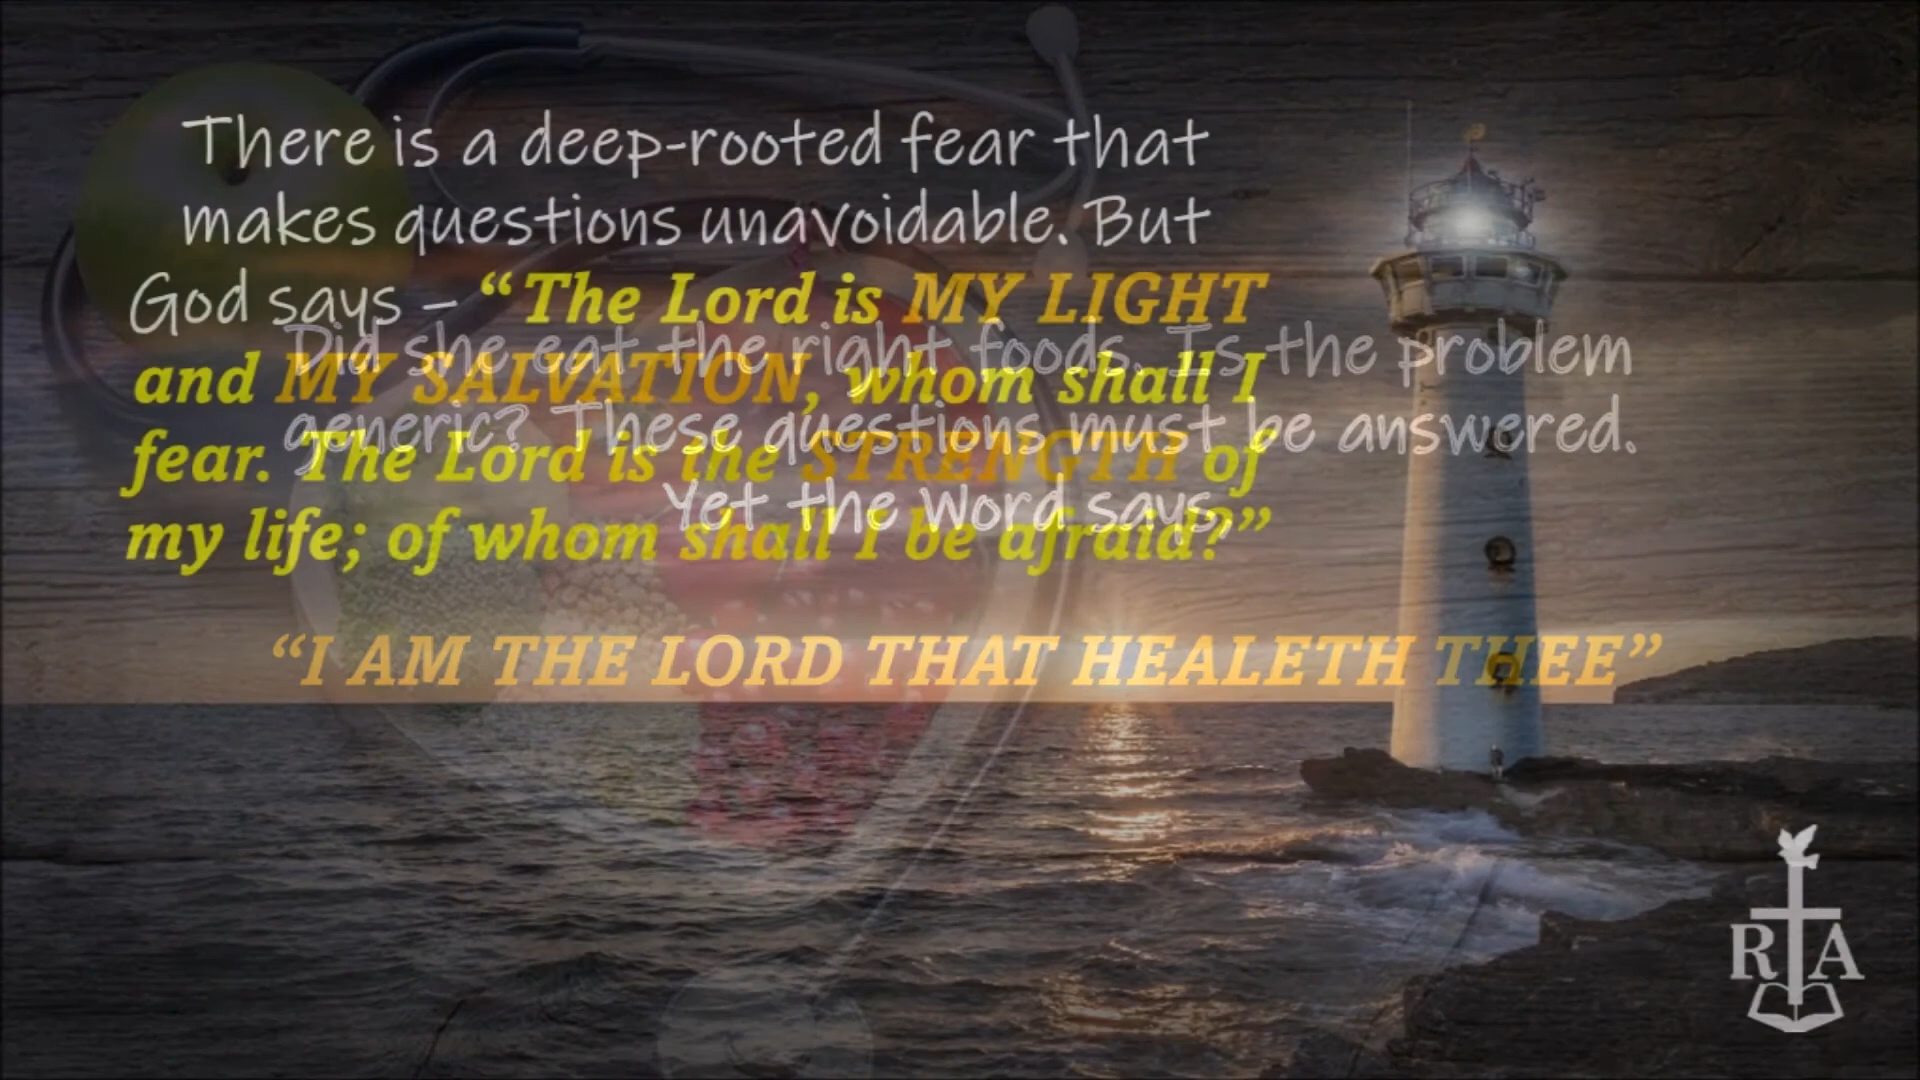 There is a deep-rooted fear that
makes questions unavoidable. But
God says – “The Lord is MY LIGHT
and MY SALVATION, whom shall I
fear. The Lord is the STRENGTH of
my life; of whom shall I be afraid?”
Did she eat the right foods. Is the problem
generic? These questions must be answered.
Yet the Word says,
“I AM THE LORD THAT HEALETH THEE”
R A